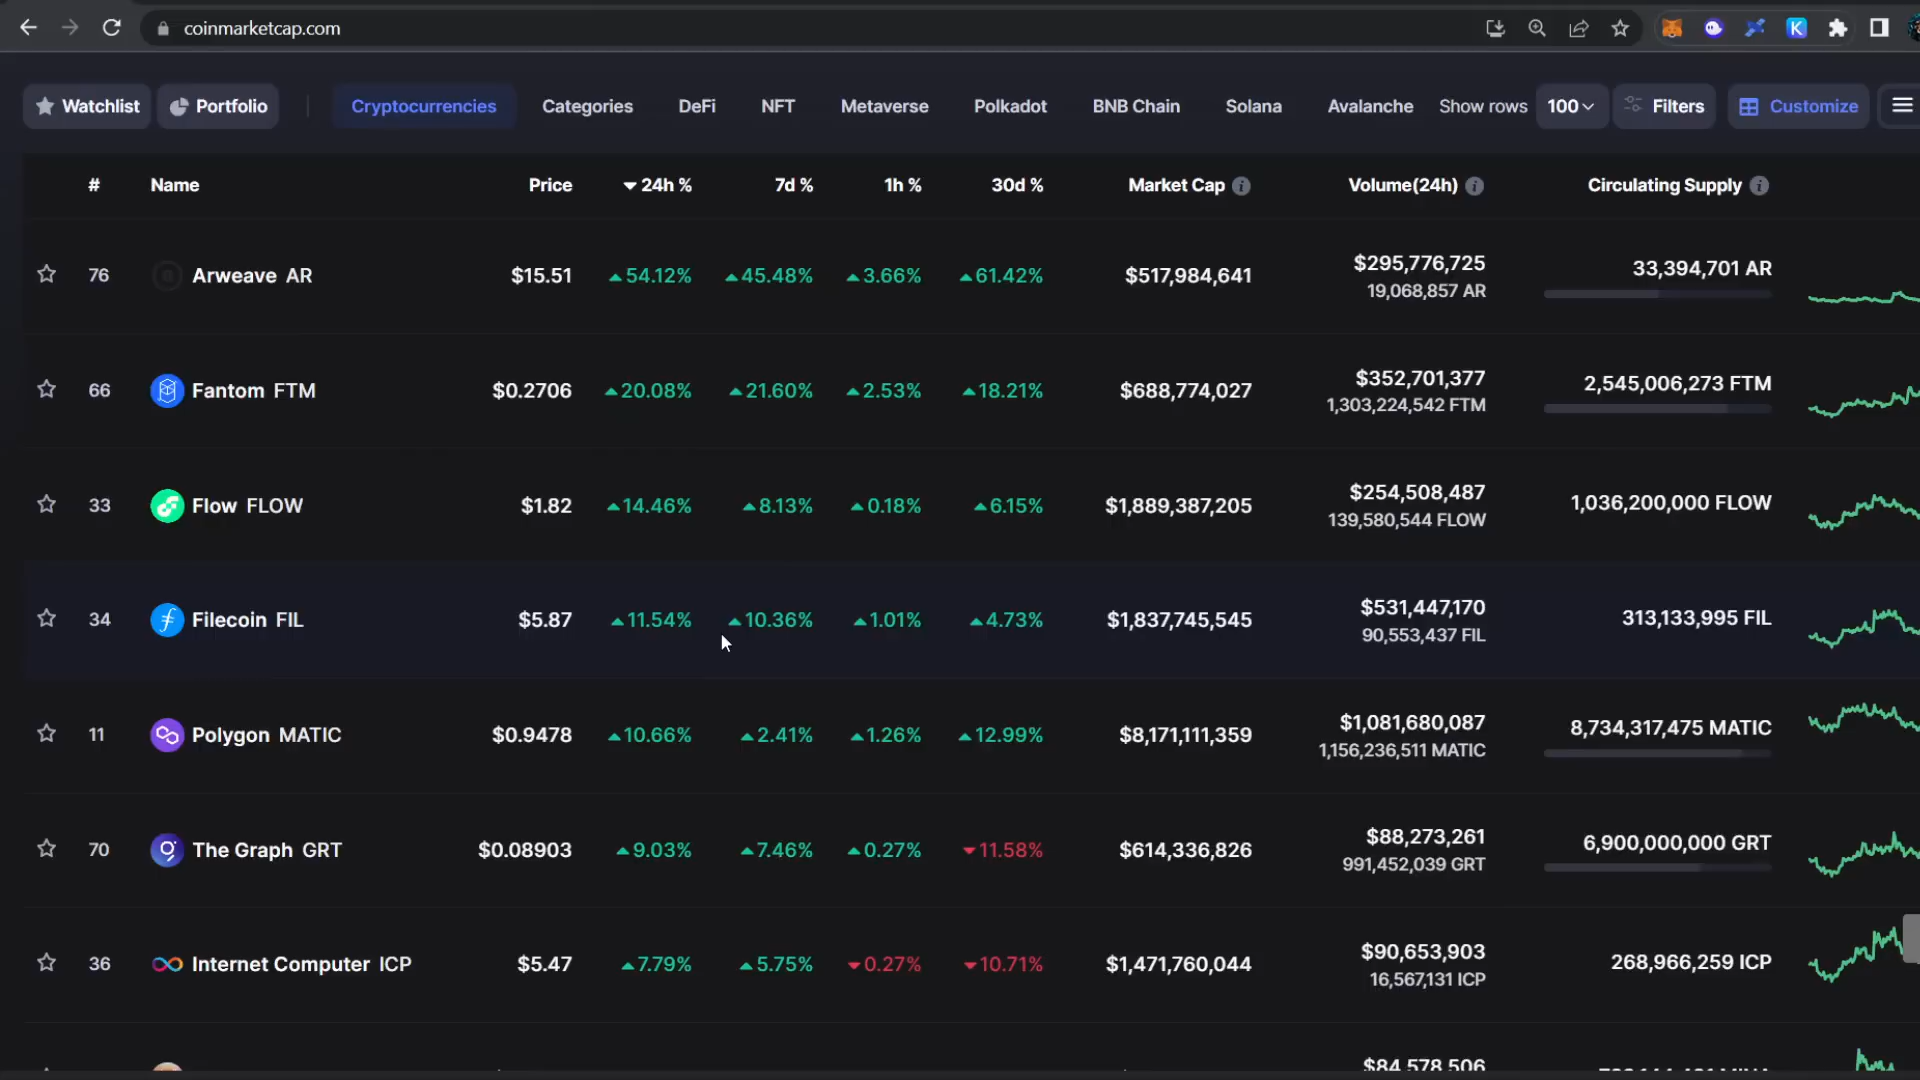 coinmarketcap.com
Watchlist Portfolio Cryptocurrencies Categories DeFi NFT Metaverse Polkadot BNB Chain Solana Avalanche Show rows 100 Filters Customize
# Name Price 24h % 7d % 1h % 30d % Market Cap Volume(24h) Circulating Supply
76 Arweave AR $15.51 54.12% 45.48% 3.66% 61.42% $517,984,641 $295,776,725 33,394,701 AR
19,068,857 AR
66 Fantom FTM $0.2706 20.08% 21.60% 2.53% 18.21% $688,774,027 $352,701,377 2,545,006,273 FTM
1,303,224,542 FTM
33 Flow FLOW $1.82 14.46% 8.13% 0.18% 6.15% $1,889,387,205 $254,508,487 1,036,200,000 FLOW
139,580,544 FLOW
34 Filecoin FIL $5.87 11.54% 10.36% 1.01% 4.73% $1,837,745,545 $531,447,170 313,133,995 FIL
90,553,437 FIL
11 Polygon MATIC $0.9478 10.66% 2.41% 1.26% 12.99% $8,171,111,359 $1,081,680,087 8,734,317,475 MATIC
1,156,236,511 MATIC
70 The Graph GRT $0.08903 9.03% 7.46% 0.27% 11.58% $614,336,826 $88,273,261 6,900,000,000 GRT
991,452,039 GRT
36 Internet Computer ICP $5.47 7.79% 5.75% 0.27% 10.71% $1,471,760,044 $90,653,903 268,966,259 ICP
16,567,131 ICP
$84,578,506